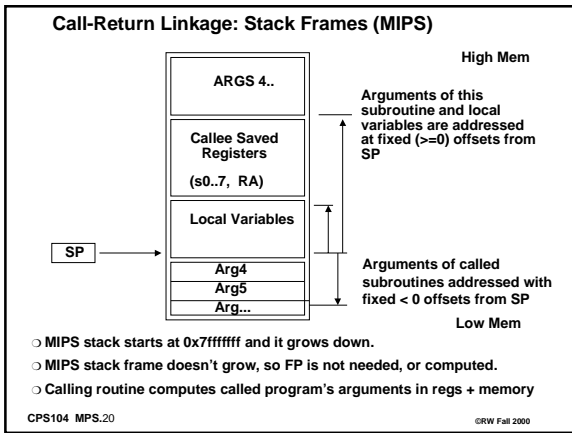 Call-Return Linkage: Stack Frames (MIPS)
High Mem
ARGS 4..
Arguments of this
subroutine and local
variables are addressed
at fixed (>=0) offsets from
SP
Callee Saved
Registers
(s0..7, RA)
Local Variables
SP
Arg4
Arg5
Arg...
Arguments of called
subroutines addressed with
fixed < 0 offsets from SP
Low Mem
❍ MIPS stack starts at 0x7ffffff and it grows down.
❍ MIPS stack frame doesn't grow, so FP is not needed, or computed.
❍ Calling routine computes called program's arguments in regs + memory
CPS104 MPS.20
©RW Fall 2000